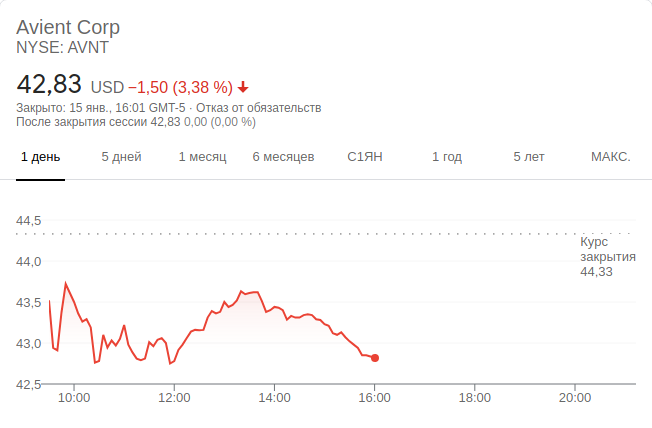 Avient Corp
NYSE: AVNT
42,83 USD −1,50 (3,38 %)
Закрыто: 15 янв., 16:01 GMT-5 · Отказ от обязательств
После закрытия сессии 42,83 0,00 (0,00 %)
1 день 5 дней 1 месяц 6 месяцев С1ЯН 1 год 5 лет МАКС.
44,5
Курс
закрытия
44,33
44,0
43,5
43,0
42,5
10:00 12:00 14:00 16:00 18:00 20:00